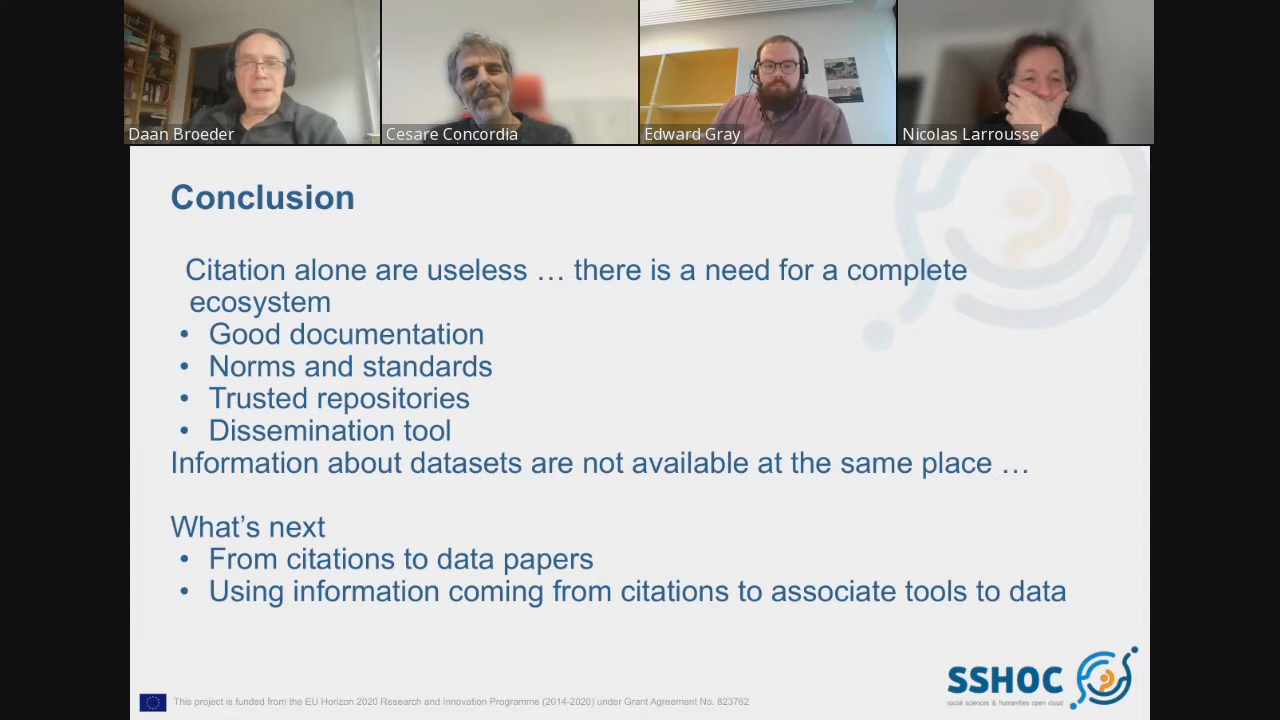 Daan Broeder
Cesare Concordia
Edward Gray
Nicolas Larrousse
Conclusion
Citation alone are useless … there is a need for a complete
ecosystem
• Good documentation
• Norms and standards
• Trusted repositories
• Dissemination tool
Information about datasets are not available at the same place …
What’s next
• From citations to data papers
• Using information coming from citations to associate tools to data
SSHOC
social sciences & humanities open cloud
This project is funded from the EU Horizon 2020 Research and Innovation Programme (2014-2020) under Grant Agreement No. 823782